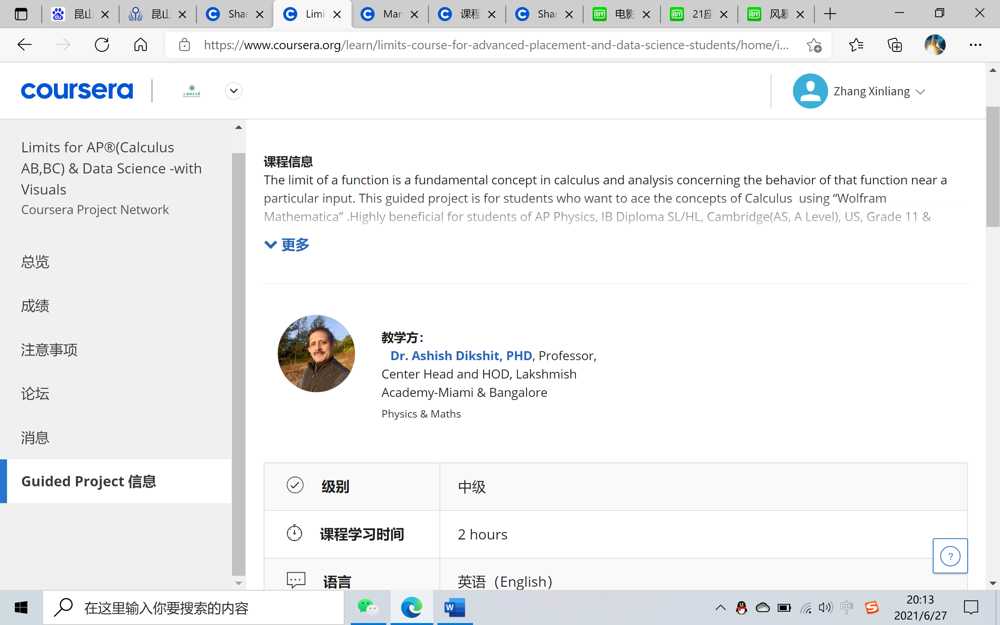 昆山
昆山
Shar
Limi
Man
课程
Shar
电影
21座
风暴
https://www.coursera.org/learn/limits-course-for-advanced-placement-and-data-science-students/home/i...
coursera
上海师范大学
Zhang Xinliang
Limits for AP®(Calculus
AB,BC) & Data Science -with
Visuals
Coursera Project Network
总览
成绩
注意事项
论坛
消息
Guided Project 信息
课程信息
The limit of a function is a fundamental concept in calculus and analysis concerning the behavior of that function near a
particular input. This guided project is for students who want to ace the concepts of Calculus  using “Wolfram
Mathematica” .Highly beneficial for students of AP Physics, IB Diploma SL/HL, Cambridge(AS, A Level), US, Grade 11 &
更多
教学方：
Dr. Ashish Dikshit, PHD, Professor,
Center Head and HOD, Lakshmish
Academy-Miami & Bangalore
Physics & Maths
级别
中级
课程学习时间
2 hours
语言
英语（English）
?
在这里输入你要搜索的内容
中
20:13
2021/6/27